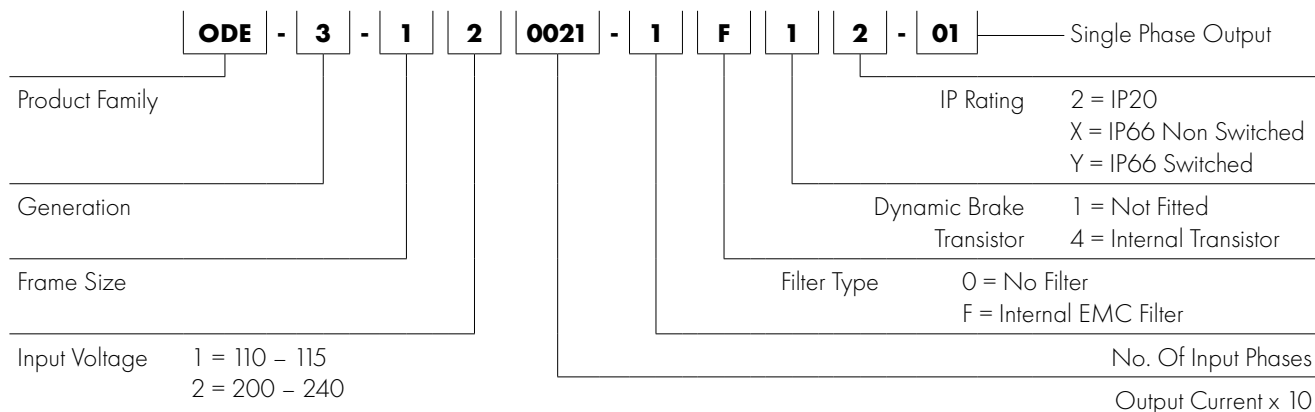 ODE - 3 - 1 2 0021 - 1 F 1 2 - 01 Single Phase Output
Product Family
IP Rating 2 = IP20
X = IP66 Non Switched
Y = IP66 Switched
Generation
Dynamic Brake 1 = Not Fitted
Transistor 4 = Internal Transistor
Frame Size
Filter Type 0 = No Filter
F = Internal EMC Filter
Input Voltage 1 = 110 – 115
2 = 200 – 240
No. Of Input Phases
Output Current x 10